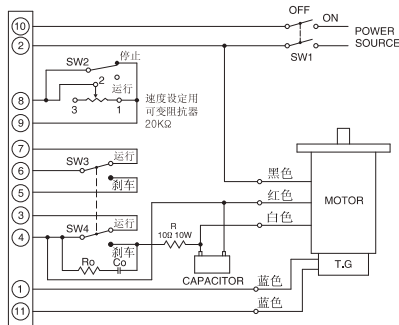 10
OFF
ON
POWER
SOURCE
2
SW1
SW2
停止
运行
8
2
3
1
速度设定用
可变阻抗器
20KΩ
9
7
运行
SW3
6
刹车
5
3
运行
SW4
4
刹车
Ro
Co
R
10Ω 10W
CAPACITOR
黑色
红色
白色
MOTOR
T.G
1
蓝色
11
蓝色